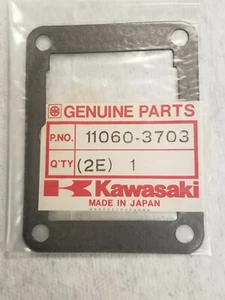 GENUINE PARTS
P.NO. 11060-3703
Q'TY (2E) 1
Kawasaki
MADE IN JAPAN